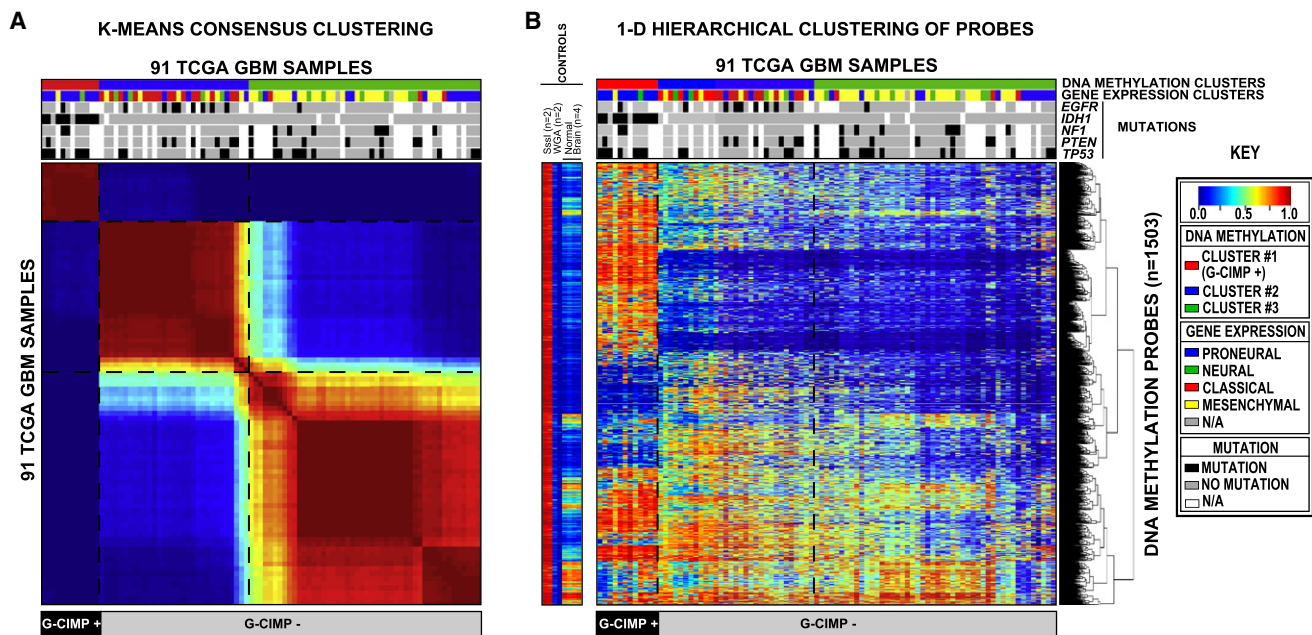 A
K-MEANS CONSENSUS CLUSTERING
91 TCGA GBM SAMPLES
91 TCGA GBM SAMPLES
G-CIMP +
G-CIMP -
B
1-D HIERARCHICAL CLUSTERING OF PROBES
CONTROLS
91 TCGA GBM SAMPLES
SssI (n=2)
WGA (n=2)
Normal
Brain (n=4)
DNA METHYLATION CLUSTERS
GENE EXPRESSION CLUSTERS
EGFR
IDH1
NF1
PTEN
TP53
MUTATIONS
DNA METHYLATION PROBES (n=1503)
G-CIMP +
G-CIMP -
KEY
0.0 0.5 1.0
DNA METHYLATION
CLUSTER #1
(G-CIMP +)
CLUSTER #2
CLUSTER #3
GENE EXPRESSION
PRONEURAL
NEURAL
CLASSICAL
MESENCHYMAL
N/A
MUTATION
MUTATION
NO MUTATION
N/A